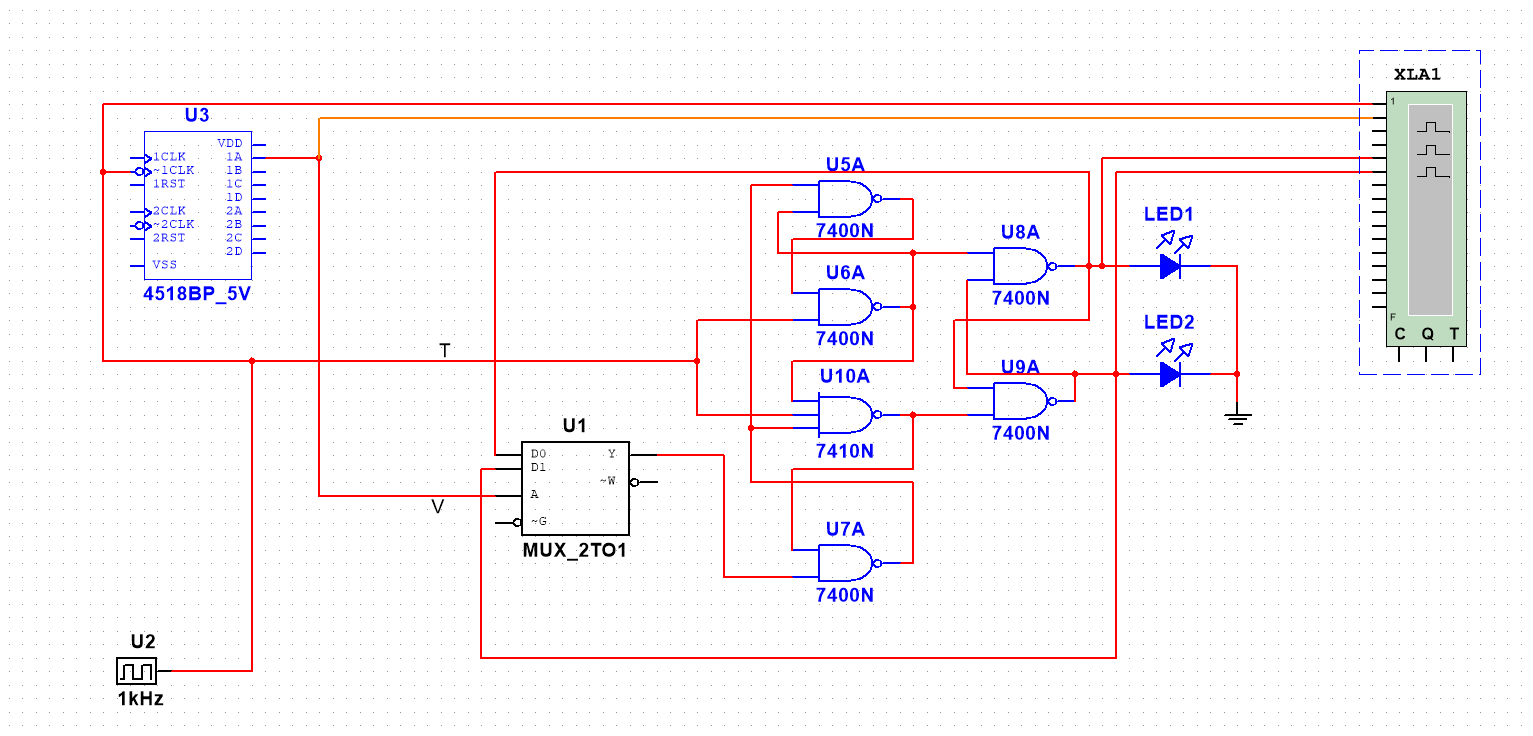 XLA1
1
U3
VDD
1CLK 1A
~1CLK 1B
1RST 1C
1D
2CLK 2A
~2CLK 2B
2RST 2C
2D
VSS
4518BP_5V
U5A
7400N
LED1
U8A
7400N
U6A
7400N
F
C Q T
LED2
T
U9A
7400N
U10A
7410N
U1
D0 Y
D1
~W
A
V
~G
MUX_2TO1
U7A
7400N
U2
1kHz